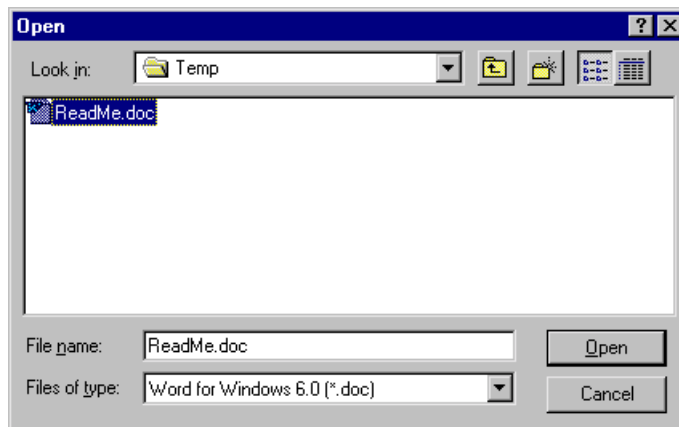 Open
Look in: Temp
ReadMe.doc
File name: ReadMe.doc Open
Files of type: Word for Windows 6.0 (*.doc) Cancel